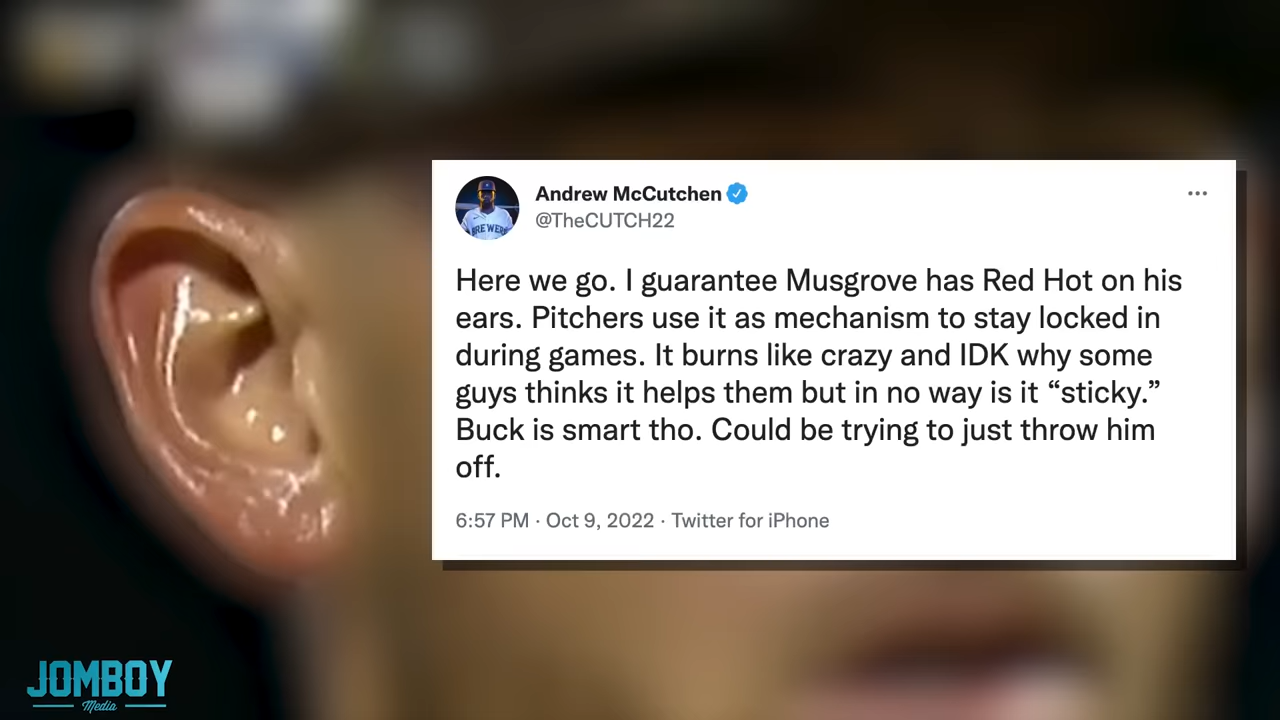 Andrew McCutchen
@TheCUTCH22
Here we go. I guarantee Musgrove has Red Hot on his
ears. Pitchers use it as mechanism to stay locked in
during games. It burns like crazy and IDK why some
guys thinks it helps them but in no way is it “sticky.”
Buck is smart tho. Could be trying to just throw him
off.
6:57 PM · Oct 9, 2022 · Twitter for iPhone
BREWERS
JOMBOY
Media